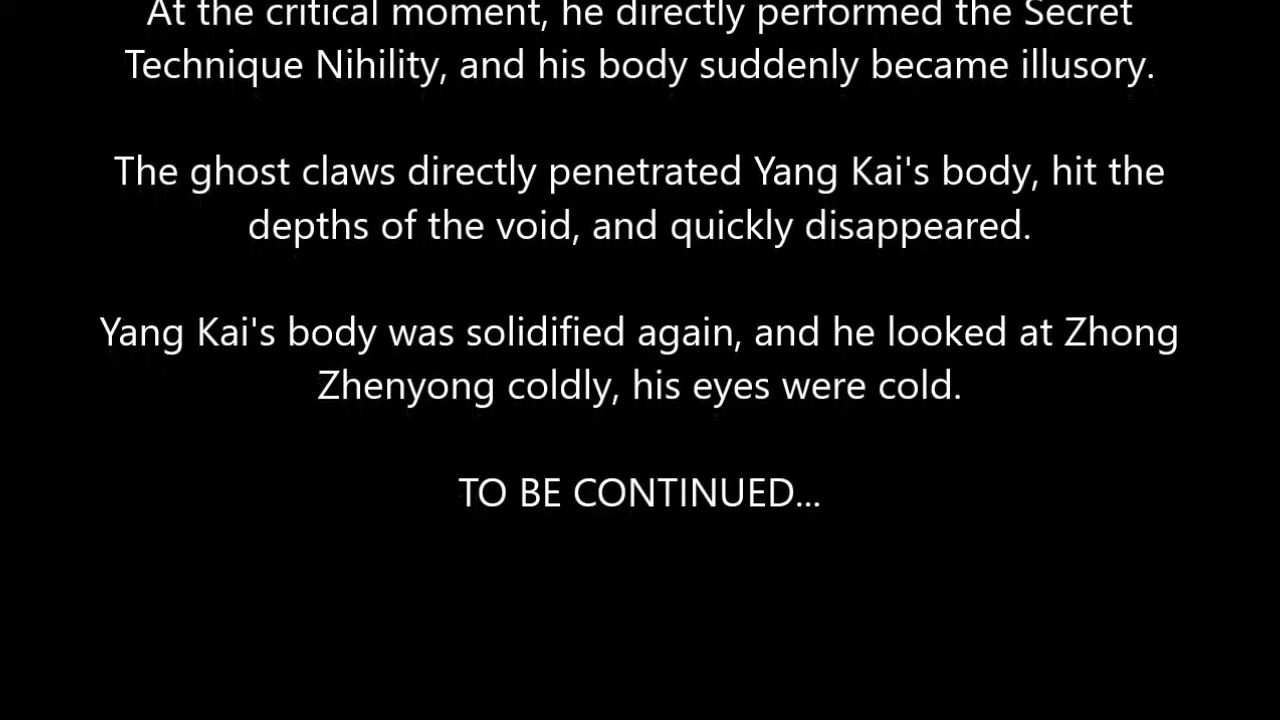 At the critical moment, he directly performed the Secret
Technique Nihility, and his body suddenly became illusory.
The ghost claws directly penetrated Yang Kai's body, hit the
depths of the void, and quickly disappeared.
Yang Kai's body was solidified again, and he looked at Zhong
Zhenyong coldly, his eyes were cold.
TO BE CONTINUED...